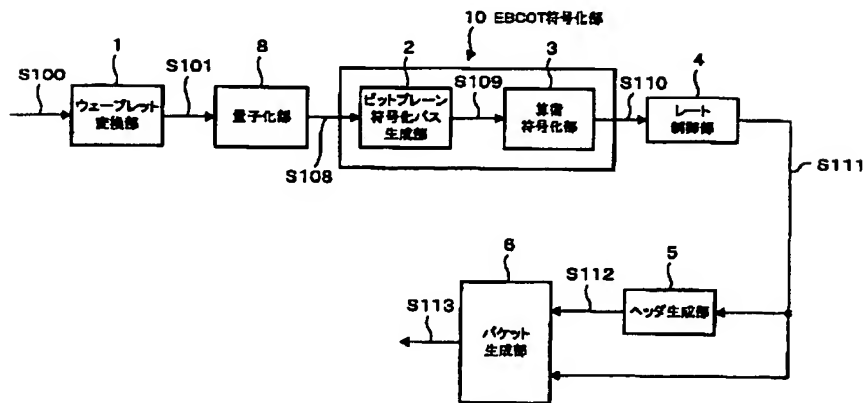 10 EBCOT符号化部
1
S101
8
2
S109
3
S110
4
S100
ウェーブレット
変換部
量子化部
ビットプレーン
符号化パス
生成部
算術
符号化部
レート
制御部
S108
S111
6
S112
5
S113
パケット
生成部
ヘッダ生成部